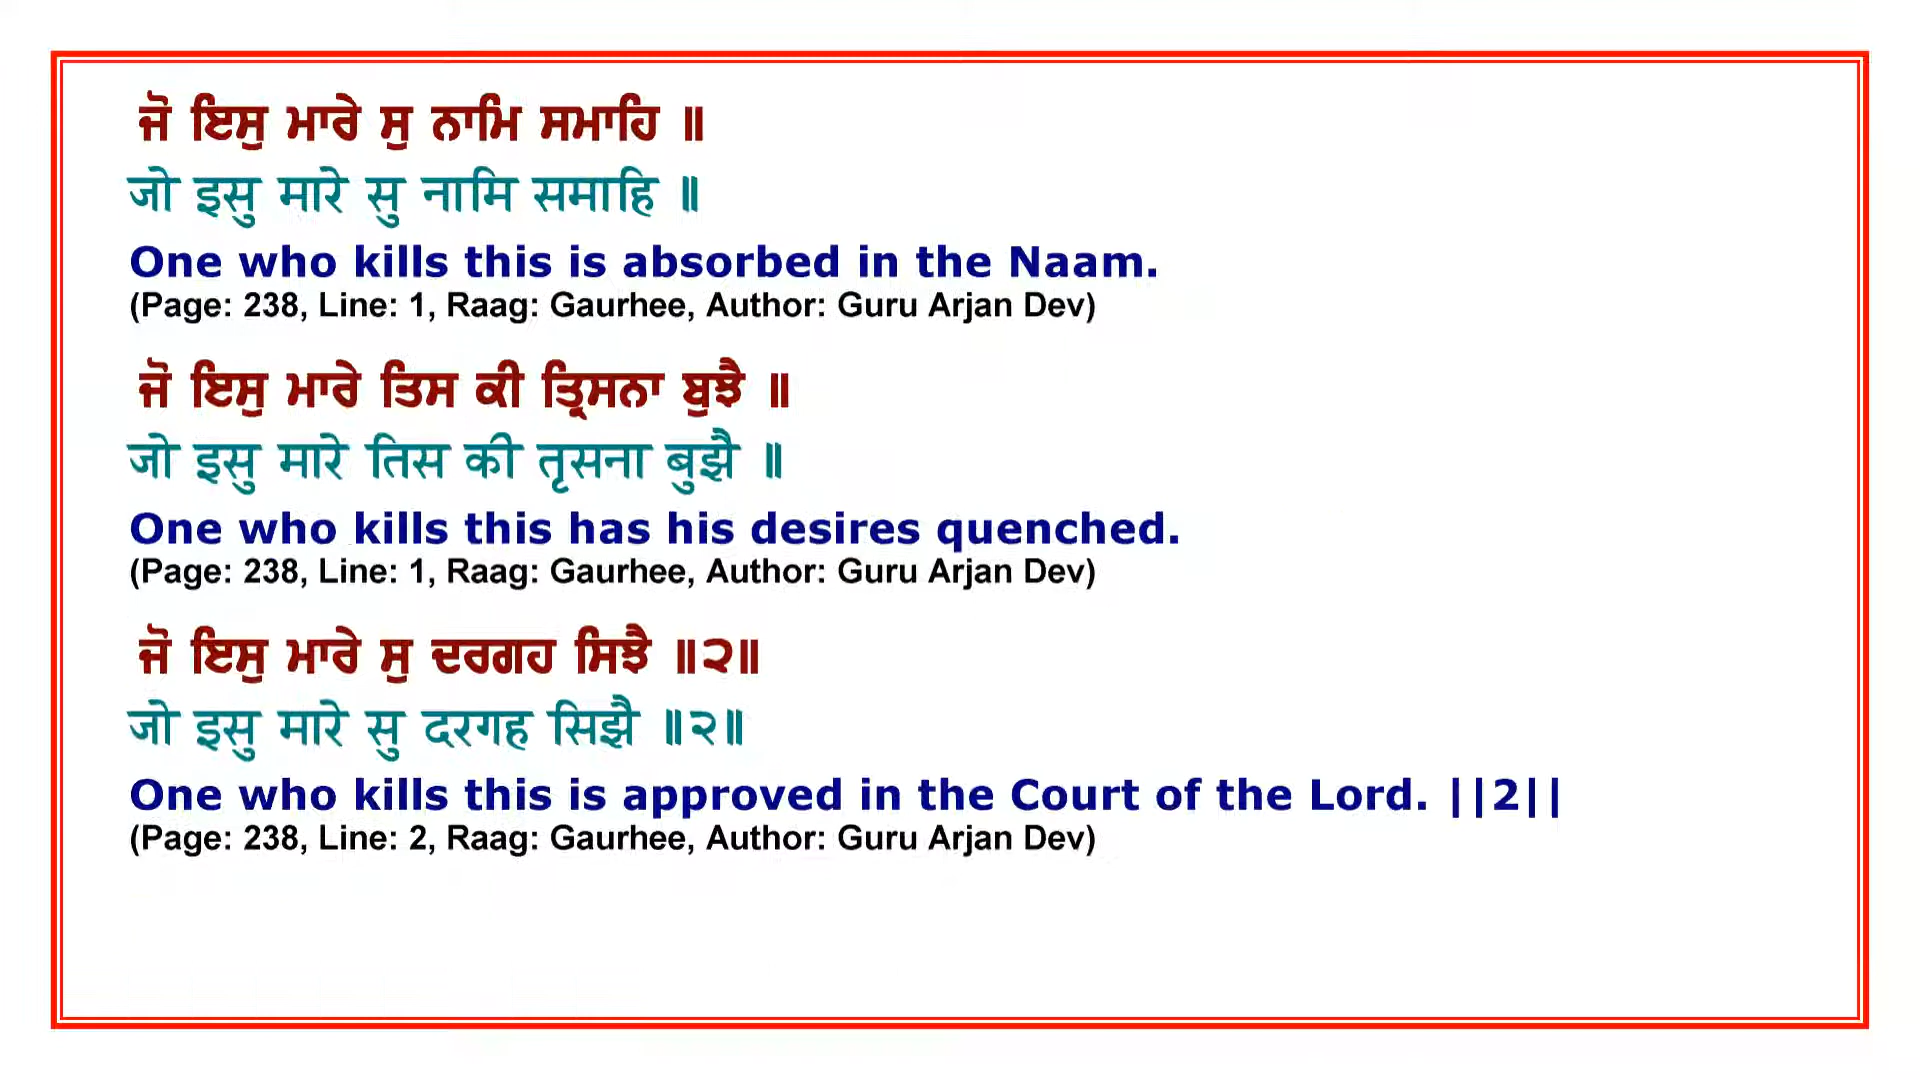 ਜੋ ਇਸੁ ਮਾਰੇ ਸੁ ਨਾਮਿ ਸਮਾਹਿ ॥
जो इसु मारे सु नामि समाहि ॥
One who kills this is absorbed in the Naam.
(Page: 238, Line: 1, Raag: Gaurhee, Author: Guru Arjan Dev)
ਜੋ ਇਸੁ ਮਾਰੇ ਤਿਸ ਕੀ ਤ੍ਰਿਸਨਾ ਬੁਝੈ ॥
जो इसु मारे तिस की तृसना बुझै ॥
One who kills this has his desires quenched.
(Page: 238, Line: 1, Raag: Gaurhee, Author: Guru Arjan Dev)
ਜੋ ਇਸੁ ਮਾਰੇ ਸੁ ਦਰਗਹ ਸਿਝੈ ॥੨॥
जो इसु मारे सु दरगह सिझै ॥२॥
One who kills this is approved in the Court of the Lord. ||2||
(Page: 238, Line: 2, Raag: Gaurhee, Author: Guru Arjan Dev)